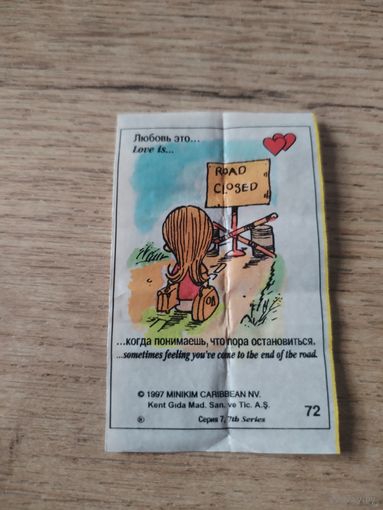 Любовь это...
Love is...
ROAD
CLOSED
...когда понимаешь, что пора остановиться.
...sometimes feeling you've come to the end of the road.
© 1997 MINIKIM CARIBBEAN NV.
Kent Gıda Mad. San. ve Tic. A.Ş.
72
® Серия 7, 7th Series